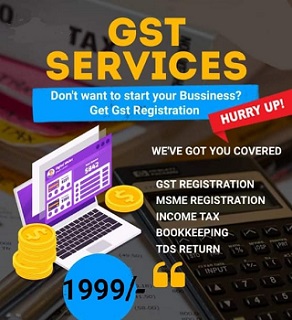 GST
SERVICES
Don't want to start your Bussiness?
Get Gst Registration
HURRY UP!
WE'VE GOT YOU COVERED
GST REGISTRATION
MSME REGISTRATION
INCOME TAX
BOOKKEEPING
TDS RETURN
1999/-